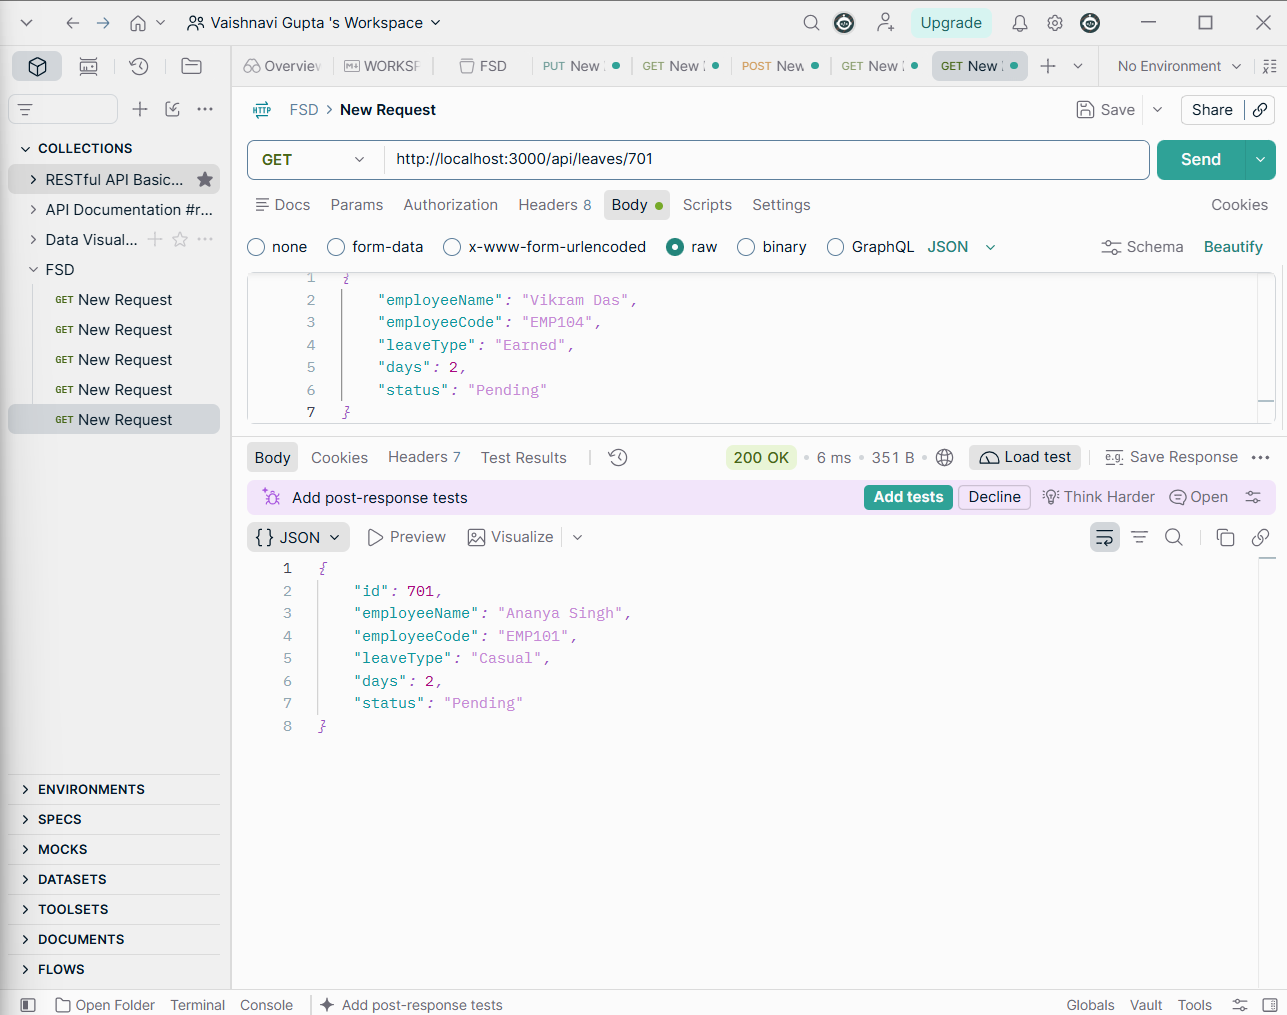 Vaishnavi Gupta 's Workspace
Upgrade
Overview
WORKSP
FSD
PUT New
GET New
POST New
GET New
GET New
No Environment
COLLECTIONS
RESTful API Basic...
API Documentation #r...
Data Visual...
FSD
GET New Request
GET New Request
GET New Request
GET New Request
GET New Request
ENVIRONMENTS
SPECS
MOCKS
DATASETS
TOOLSETS
DOCUMENTS
FLOWS
HTTP FSD > New Request
Save
Share
GET
http://localhost:3000/api/leaves/701
Send
Docs Params Authorization Headers 8 Body Scripts Settings Cookies
none form-data x-www-form-urlencoded raw binary GraphQL JSON Schema Beautify
1 {
2 "employeeName": "Vikram Das",
3 "employeeCode": "EMP104",
4 "leaveType": "Earned",
5 "days": 2,
6 "status": "Pending"
7 }
Body Cookies Headers 7 Test Results 200 OK • 6 ms • 351 B • Load test e.g. Save Response
Add post-response tests Add tests Decline Think Harder Open
{} JSON Preview Visualize
1 {
2 "id": 701,
3 "employeeName": "Ananya Singh",
4 "employeeCode": "EMP101",
5 "leaveType": "Casual",
6 "days": 2,
7 "status": "Pending"
8 }
Open Folder Terminal Console Add post-response tests Globals Vault Tools